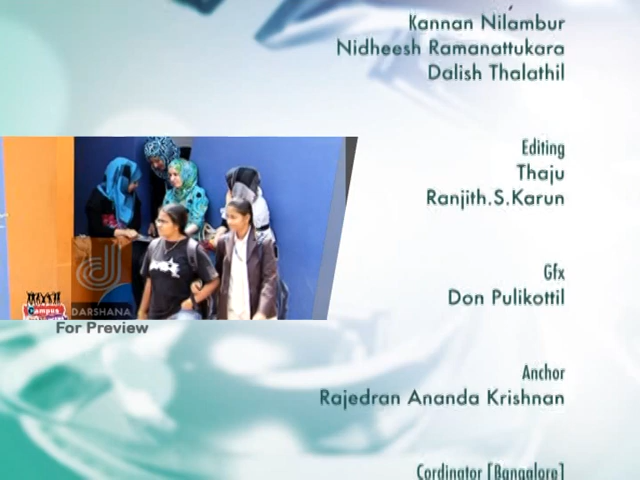 Kannan Nilambur
Nidheesh Ramanattukara
Dalish Thalathil
Editing
Thaju
Ranjith.S.Karun
Gfx
Don Pulikottil
Campus
DARSHANA
For Preview
Anchor
Rajedran Ananda Krishnan
Cordinator [Bangalore]